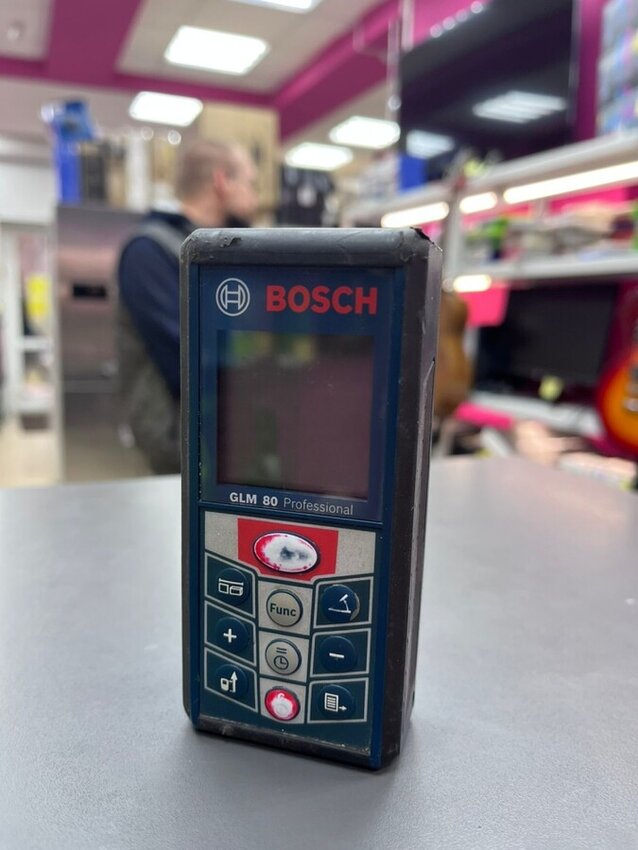 BOSCH
GLM 80 Professional
Func
+
-
=